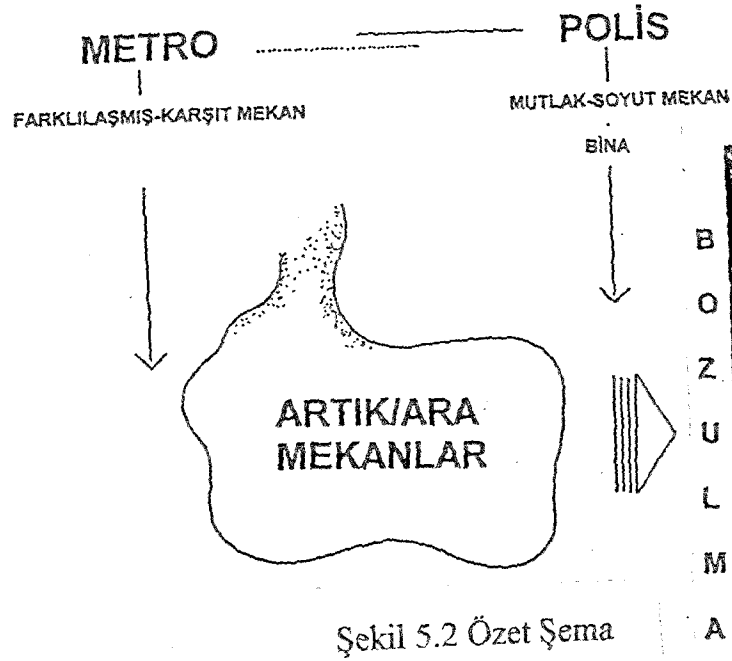 METRO
POLİS
FARKLILAŞMIŞ-KARŞIT MEKAN
MUTLAK-SOYUT MEKAN
BİNA
ARTIK/ARA
MEKANLAR
B
O
Z
U
L
M
A
Şekil 5.2 Özet Şema